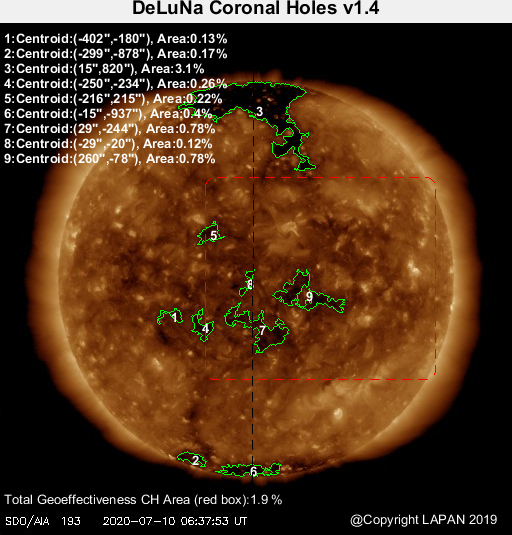 DeLuNa Coronal Holes v1.4
1:Centroid:(-402",-180"), Area:0.13%
2:Centroid:(-299",-878"), Area:0.17%
3:Centroid:(15",820"), Area:3.1%
4:Centroid:(-250",-234"), Area:0.26%
5:Centroid:(-216",215"), Area:0.22%
6:Centroid:(-15",-937"), Area:0.4%
7:Centroid:(29",-244"), Area:0.78%
8:Centroid:(-29",-20"), Area:0.12%
9:Centroid:(260",-78"), Area:0.78%
3
5
8
9
1
4
7
2
6
Total Geoeffectiveness CH Area (red box):1.9 %
SDO/AIA 193 2020-07-10 06:37:53 UT
@Copyright LAPAN 2019